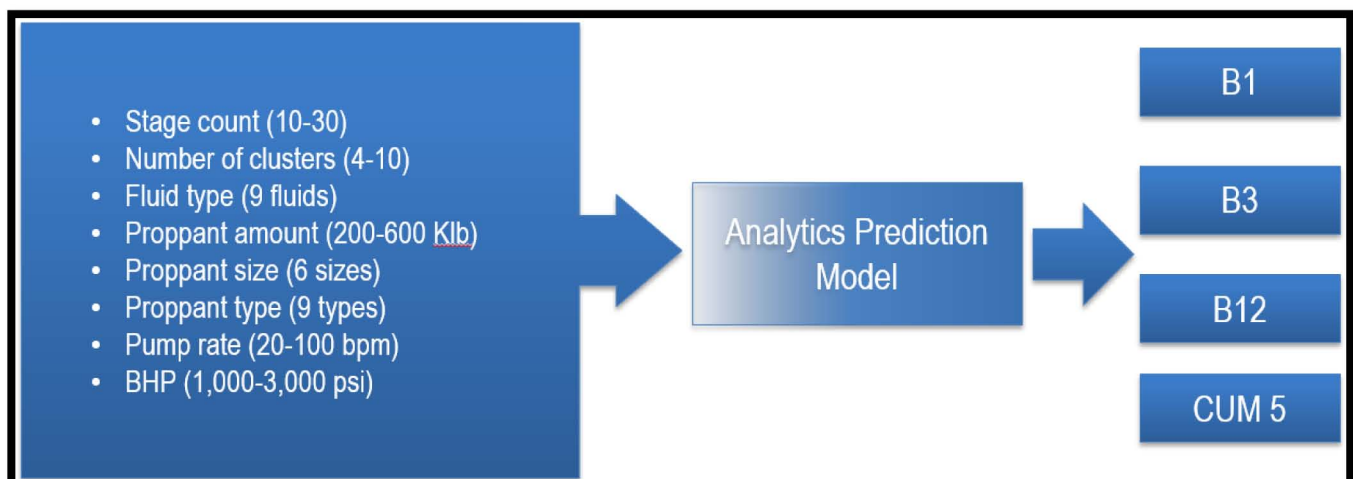 • Stage count (10-30)
• Number of clusters (4-10)
• Fluid type (9 fluids)
• Proppant amount (200-600 Klb)
• Proppant size (6 sizes)
• Proppant type (9 types)
• Pump rate (20-100 bpm)
• BHP (1,000-3,000 psi)
Analytics Prediction
Model
B1
B3
B12
CUM 5